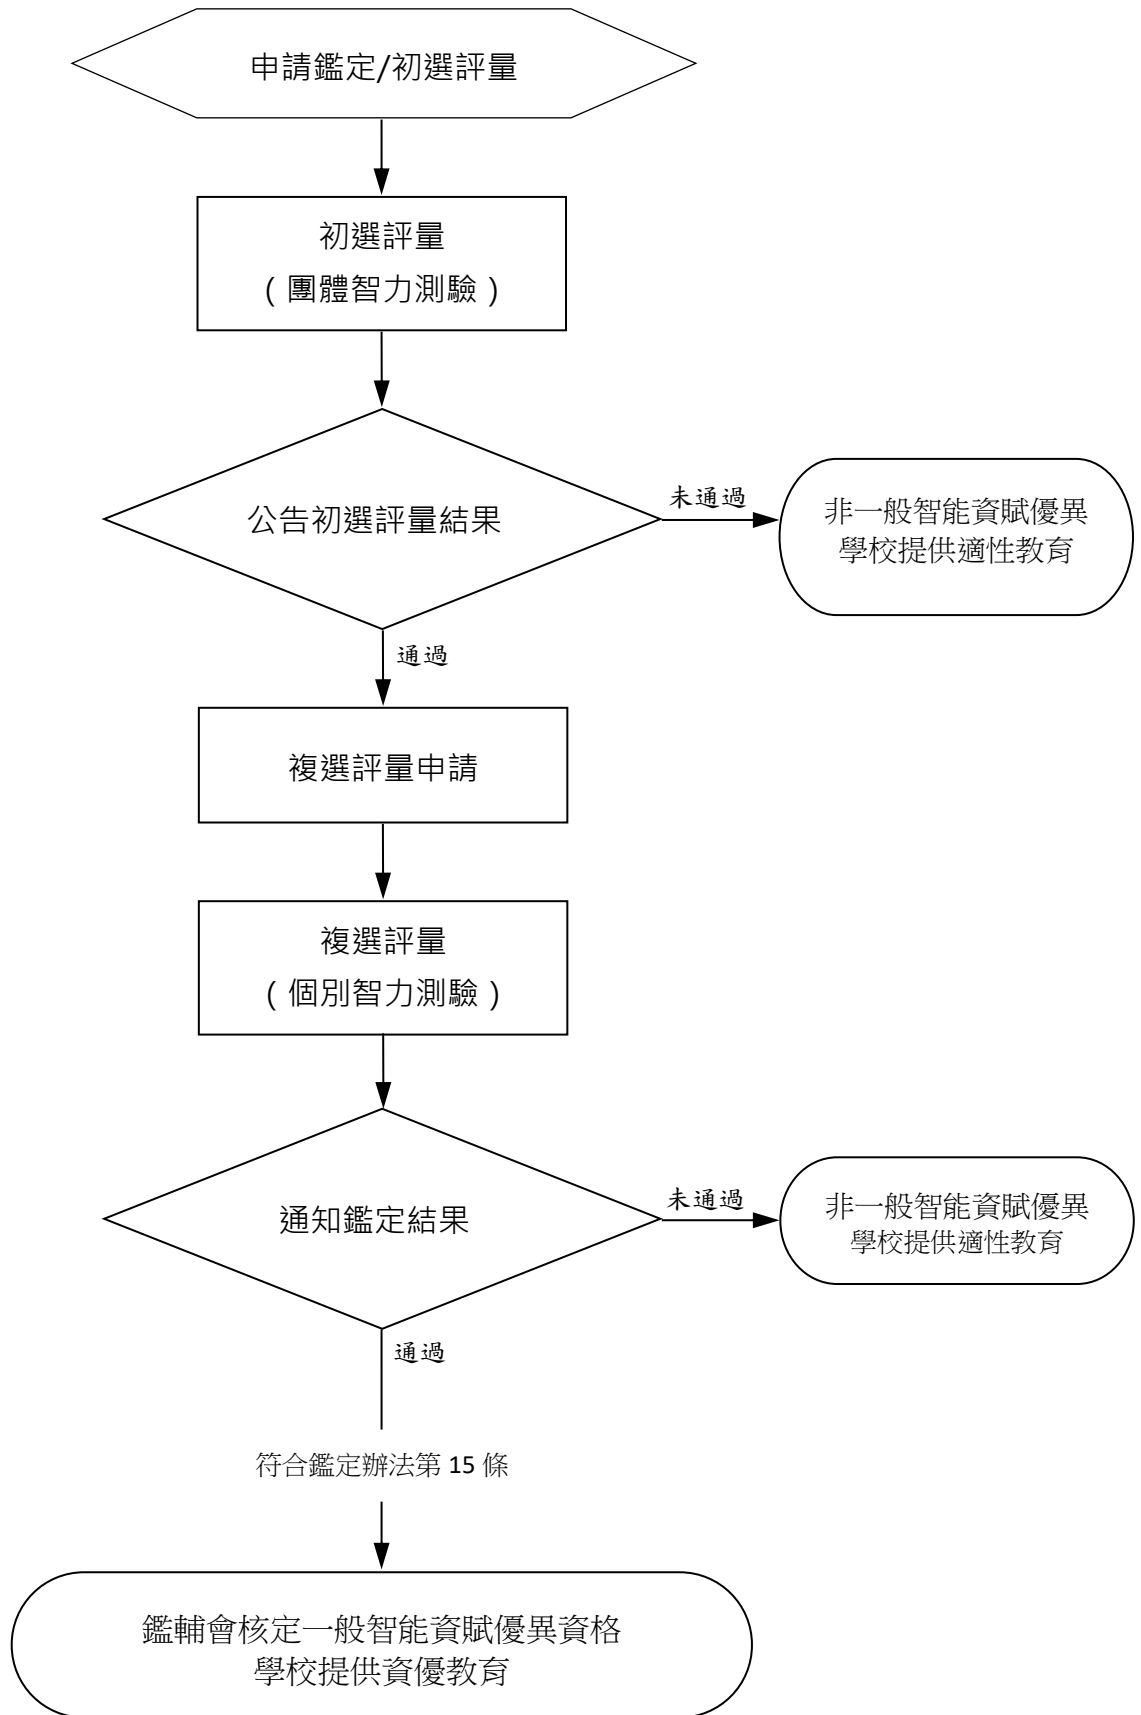 申請鑑定/初選評量
初選評量
(團體智力測驗)
公告初選評量結果
未通過
非一般智能資賦優異
學校提供適性教育
通過
複選評量申請
複選評量
(個別智力測驗)
通知鑑定結果
未通過
非一般智能資賦優異
學校提供適性教育
通過
符合鑑定辦法第 15 條
鑑輔會核定一般智能資賦優異資格
學校提供資優教育